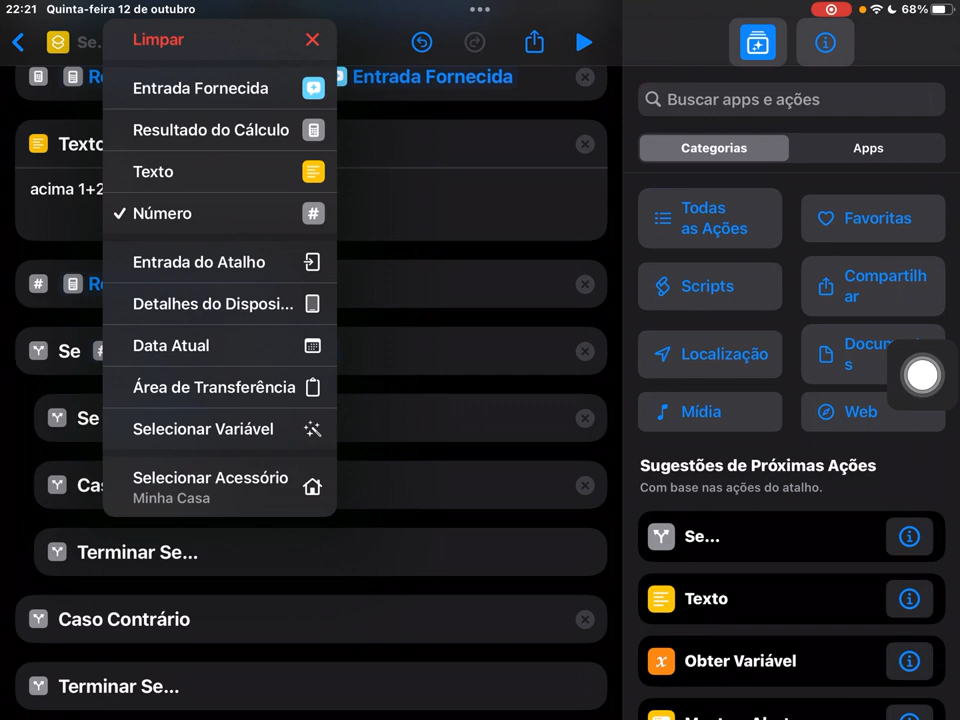 22:21 Quinta-feira 12 de outubro
68%
Se.
Limpar
Entrada Fornecida
Entrada Fornecida
Resultado do Cálculo
Texto
Texto
acima 1+2
Número
#
Entrada do Atalho
Detalhes do Disposi...
Se
Data Atual
Área de Transferência
Se
Selecionar Variável
Selecionar Acessório
Minha Casa
Terminar Se...
Caso Contrário
Terminar Se...
Buscar apps e ações
Categorias
Apps
Todas
as Ações
Favoritas
Scripts
Compartilh
ar
Localização
Mídia
Web
Sugestões de Próximas Ações
Com base nas ações do atalho.
Se...
Texto
Obter Variável